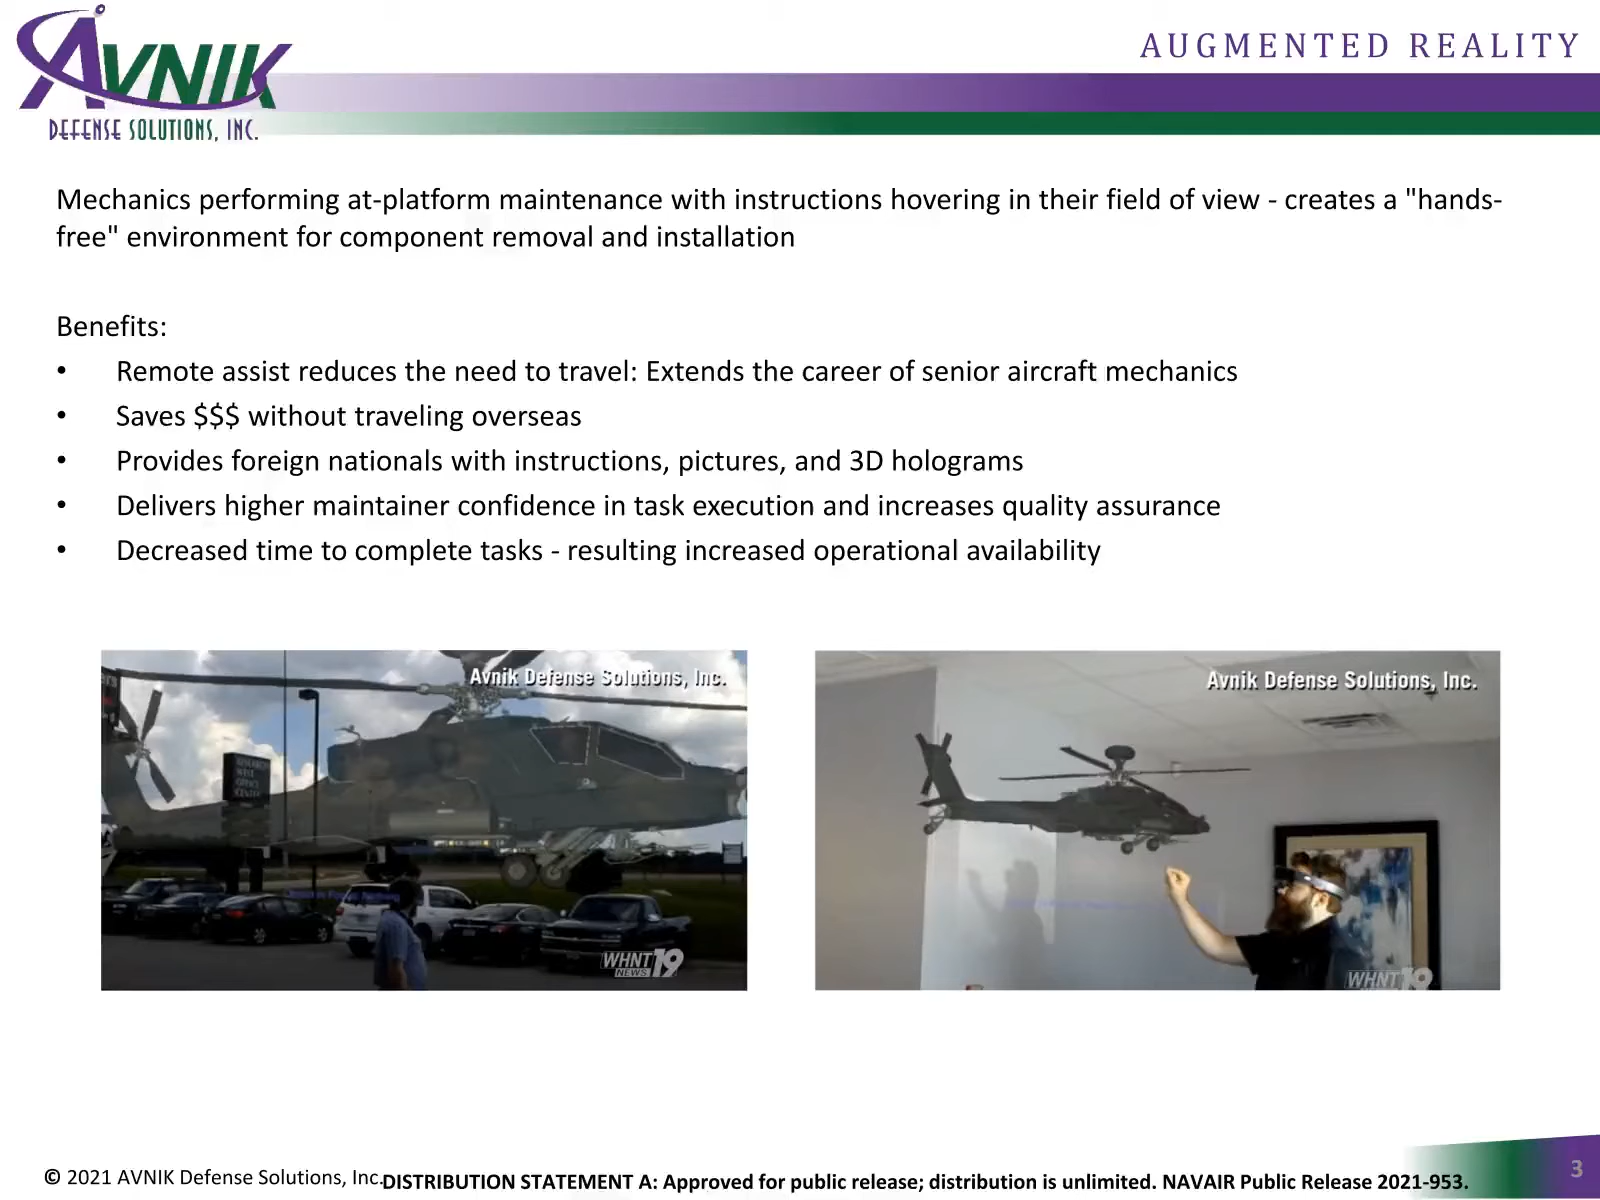 AVNIK
DEFENSE SOLUTIONS, INC.
AUGMENTED REALITY
Mechanics performing at-platform maintenance with instructions hovering in their field of view - creates a "hands-
free" environment for component removal and installation
Benefits:
• Remote assist reduces the need to travel: Extends the career of senior aircraft mechanics
• Saves $$$ without traveling overseas
• Provides foreign nationals with instructions, pictures, and 3D holograms
• Delivers higher maintainer confidence in task execution and increases quality assurance
• Decreased time to complete tasks - resulting increased operational availability
Avnik Defense Solutions, Inc.
WHNT 19
NEWS
Avnik Defense Solutions, Inc.
WHNT 19
© 2021 AVNIK Defense Solutions, Inc.
DISTRIBUTION STATEMENT A: Approved for public release; distribution is unlimited. NAVAIR Public Release 2021-953.
3